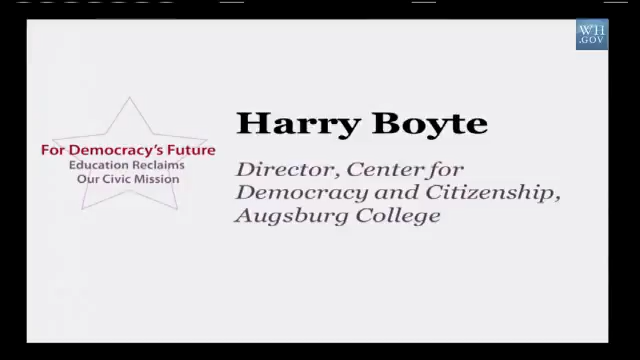 WH
.GOV
Harry Boyte
For Democracy's Future
Education Reclaims
Our Civic Mission
Director, Center for
Democracy and Citizenship,
Augsburg College